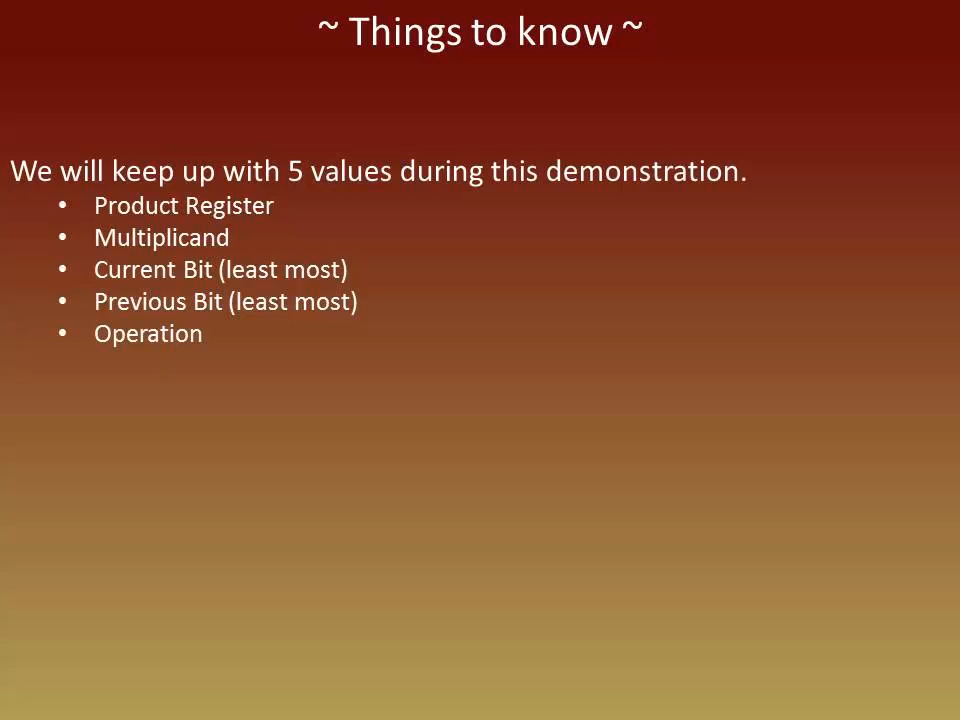 ~ Things to know ~
We will keep up with 5 values during this demonstration.
• Product Register
• Multiplicand
• Current Bit (least most)
• Previous Bit (least most)
• Operation